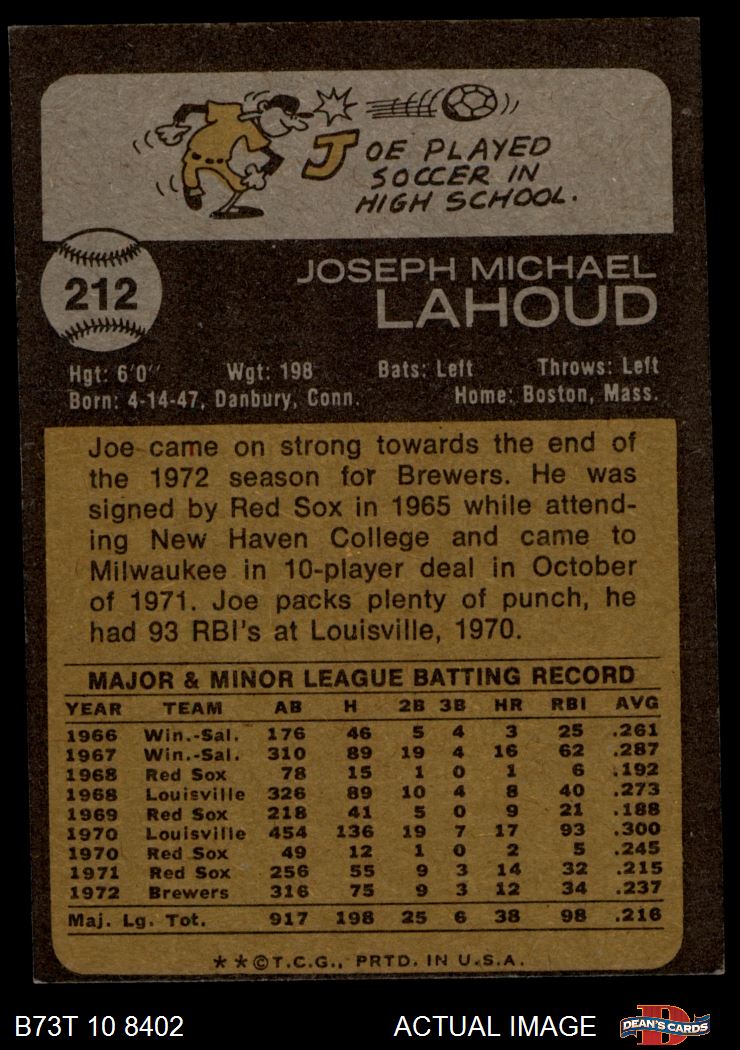 JOE PLAYED
SOCCER IN
HIGH SCHOOL.
212
JOSEPH MICHAEL
LAHOUD
Hgt: 6'0" Wgt: 198 Bats: Left Throws: Left
Born: 4-14-47, Danbury, Conn. Home: Boston, Mass.
Joe came on strong towards the end of
the 1972 season for Brewers. He was
signed by Red Sox in 1965 while attend-
ing New Haven College and came to
Milwaukee in 10-player deal in October
of 1971. Joe packs plenty of punch, he
had 93 RBI's at Louisville, 1970.
MAJOR & MINOR LEAGUE BATTING RECORD
YEAR TEAM AB H 2B 3B HR RBI AVG
1966 Win.-Sal. 176 46 5 4 3 25 .261
1967 Win.-Sal. 310 89 19 4 16 62 .287
1968 Red Sox 78 15 1 0 1 6 .192
1968 Louisville 326 89 10 4 8 40 .273
1969 Red Sox 218 41 5 0 9 21 .188
1970 Louisville 454 136 19 7 17 93 .300
1970 Red Sox 49 12 1 0 2 5 .245
1971 Red Sox 256 55 9 3 14 32 .215
1972 Brewers 316 75 9 3 12 34 .237
Maj. Lg. Tot. 917 198 25 6 38 98 .216
**©T.C.G., PRTD. IN U.S.A.
B73T 10 8402 ACTUAL IMAGE D DEAN'S CARDS